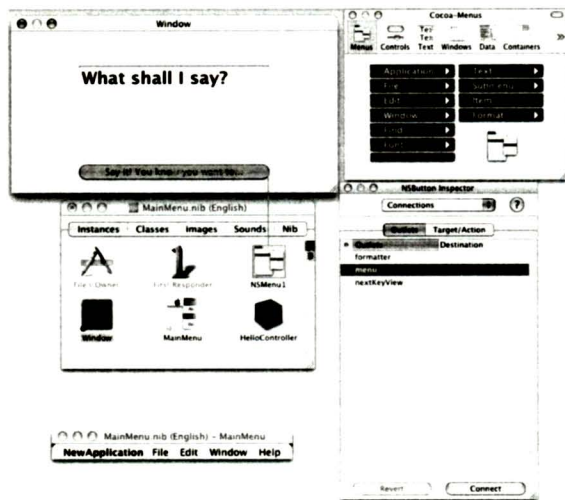 Window
What shall I say?
Say it! You know you want to...
Cocoa-Menus
Menus Controls Text Windows Data Containers
Application Text
File Submenu
Edit Item
Window Format
Find
Font
MainMenu.nib (English)
Instances Classes Images Sounds Nib
File's Owner First Responder NSMenu1
Window MainMenu HelloController
NSButton Inspector
Connections ?
Outlets Target/Action
Outlets Destination
formatter
menu
nextKeyView
Revert Connect
MainMenu.nib (English) - MainMenu
NewApplication File Edit Window Help